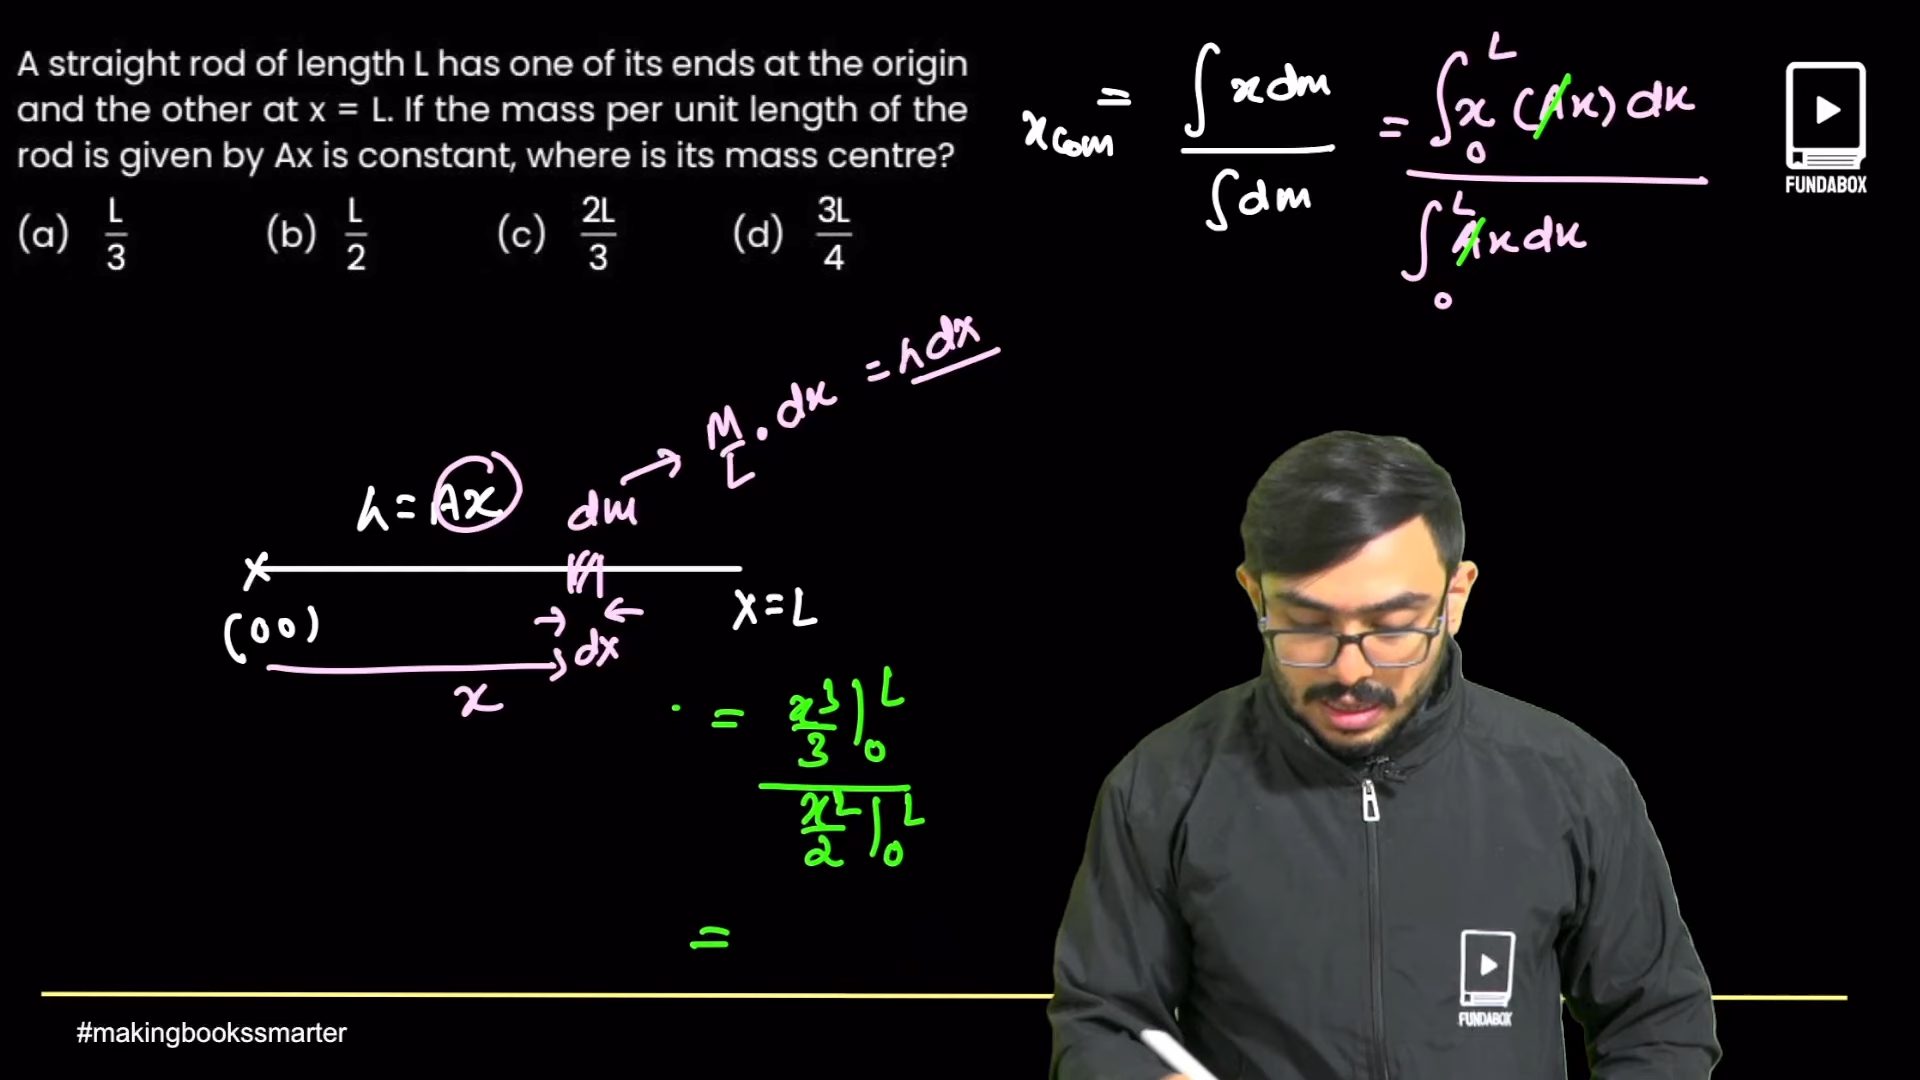 A straight rod of length L has one of its ends at the origin
and the other at x = L. If the mass per unit length of the
rod is given by Ax is constant, where is its mass centre?
(a) L/3 (b) L/2 (c) 2L/3 (d) 3L/4
x com = ∫ x dm / ∫ dm = ∫₀ᴸ x (Ax) dx / ∫₀ᴸ Ax dx
FUNDABOX
dm → M/L · dx = λ dx
λ = Ax
(0 0)
x = L
dx
x
= x³/3 |₀ᴸ / x²/2 |₀ᴸ
=
FUNDABOX
#makingbookssmarter